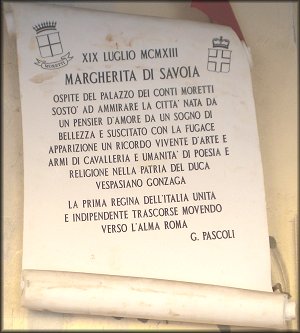 MORETTI
XIX LUGLIO MCMXIII
MARGHERITA DI SAVOIA
OSPITE DEL PALAZZO DEI CONTI MORETTI
SOSTO' AD AMMIRARE LA CITTA' NATA DA
UN PENSIER D'AMORE DA UN SOGNO DI
BELLEZZA E SUSCITATO CON LA FUGACE
APPARIZIONE UN RICORDO VIVENTE D'ARTE E
ARMI DI CAVALLERIA E UMANITA' DI POESIA E
RELIGIONE NELLA PATRIA DEL DUCA
VESPASIANO GONZAGA
LA PRIMA REGINA DELL'ITALIA UNITA
E INDIPENDENTE TRASCORSE MOVENDO
VERSO L'ALMA ROMA
G. PASCOLI